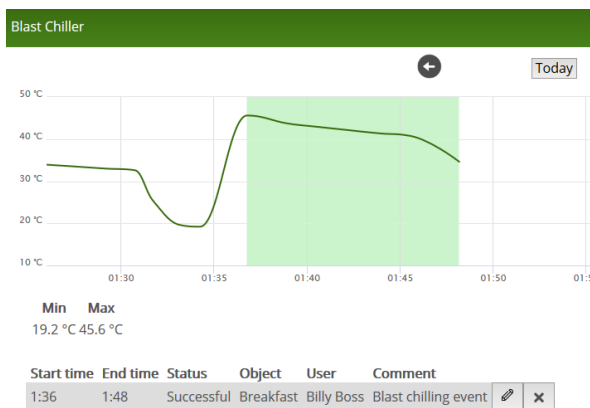 Blast Chiller
Today
50 °C
40 °C
30 °C
20 °C
10 °C
01:30 01:35 01:40 01:45 01:50
Min Max
19.2 °C 45.6 °C
Start time End time Status Object User Comment
1:36 1:48 Successful Breakfast Billy Boss Blast chilling event